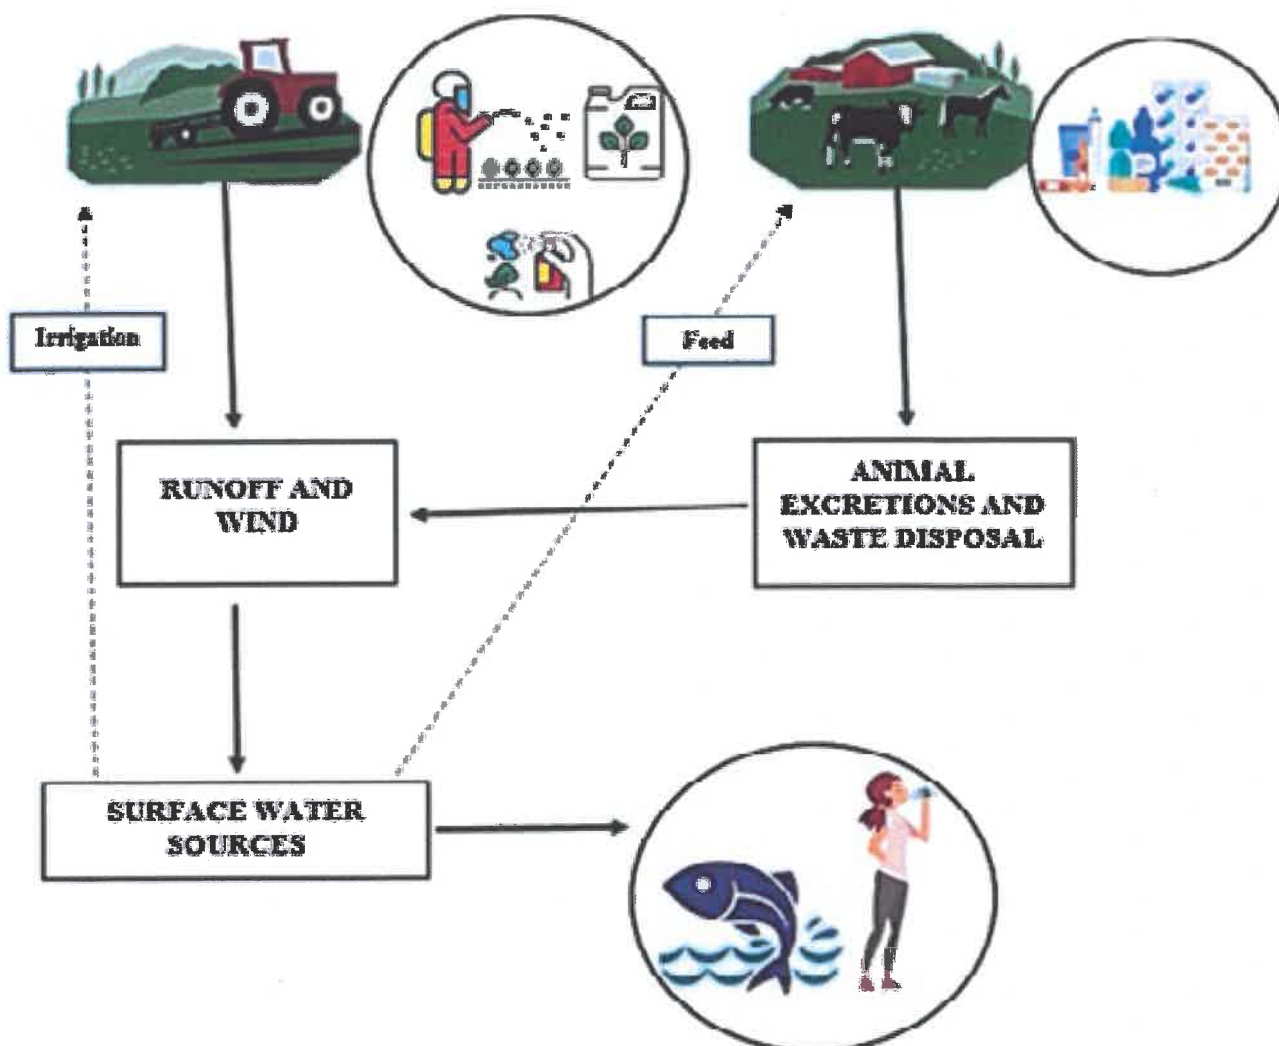 Irrigation
Feed
RUNOFF AND
WIND
ANIMAL
EXCRETIONS AND
WASTE DISPOSAL
SURFACE WATER
SOURCES